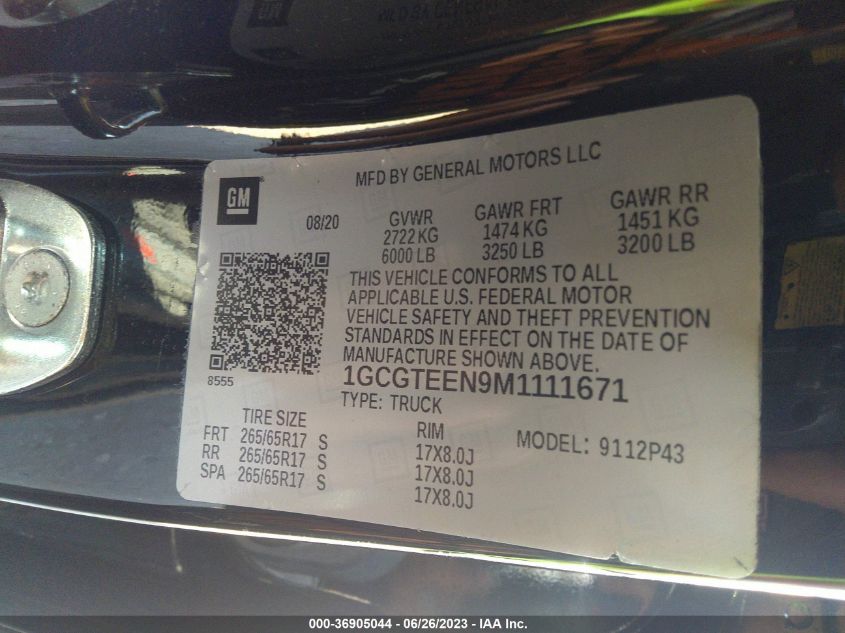 GM
MFD BY GENERAL MOTORS LLC
08/20
GVWR GAWR FRT GAWR RR
2722 KG 1474 KG 1451 KG
6000 LB 3250 LB 3200 LB
THIS VEHICLE CONFORMS TO ALL
APPLICABLE U.S. FEDERAL MOTOR
VEHICLE SAFETY AND THEFT PREVENTION
STANDARDS IN EFFECT ON THE DATE OF
MANUFACTURE SHOWN ABOVE.
8555
1GCGTEEN9M1111671
TYPE: TRUCK
TIRE SIZE RIM MODEL: 9112P43
FRT 265/65R17 S 17X8.0J
RR 265/65R17 S 17X8.0J
SPA 265/65R17 S 17X8.0J
000-36905044 - 06/26/2023 - IAA Inc.